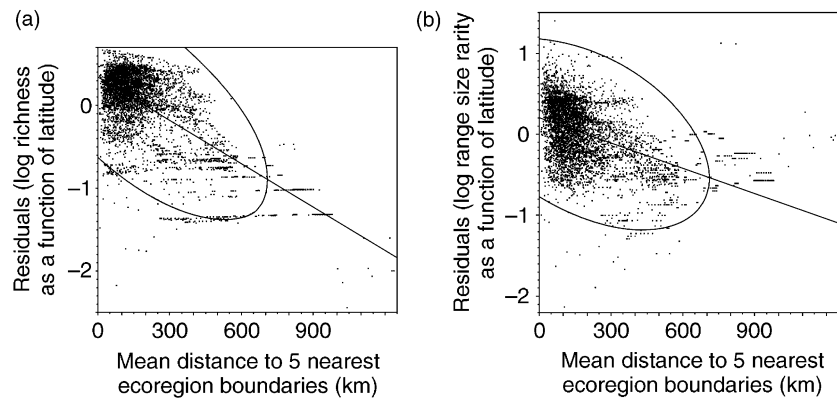 (a)
Residuals (log richness
as a function of latitude)
0
−1
−2
0 300 600 900
Mean distance to 5 nearest
ecoregion boundaries (km)
(b)
Residuals (log range size rarity
as a function of latitude)
1
0
−1
−2
0 300 600 900
Mean distance to 5 nearest
ecoregion boundaries (km)